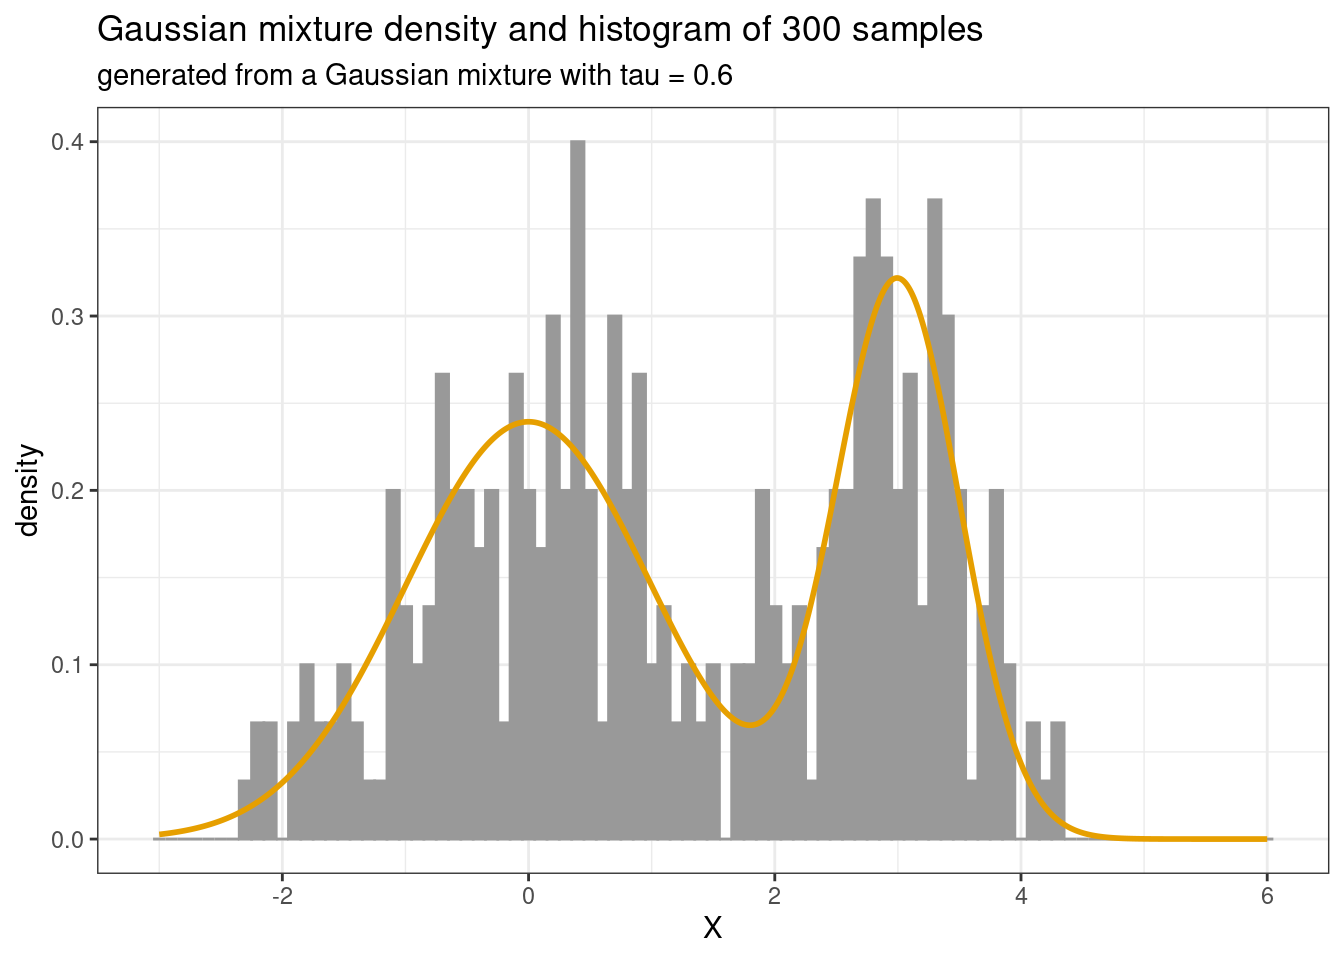 Gaussian mixture density and histogram of 300 samples
generated from a Gaussian mixture with tau = 0.6
0.4
0.3
0.2
0.1
0.0
density
-2 0 2 4 6
X